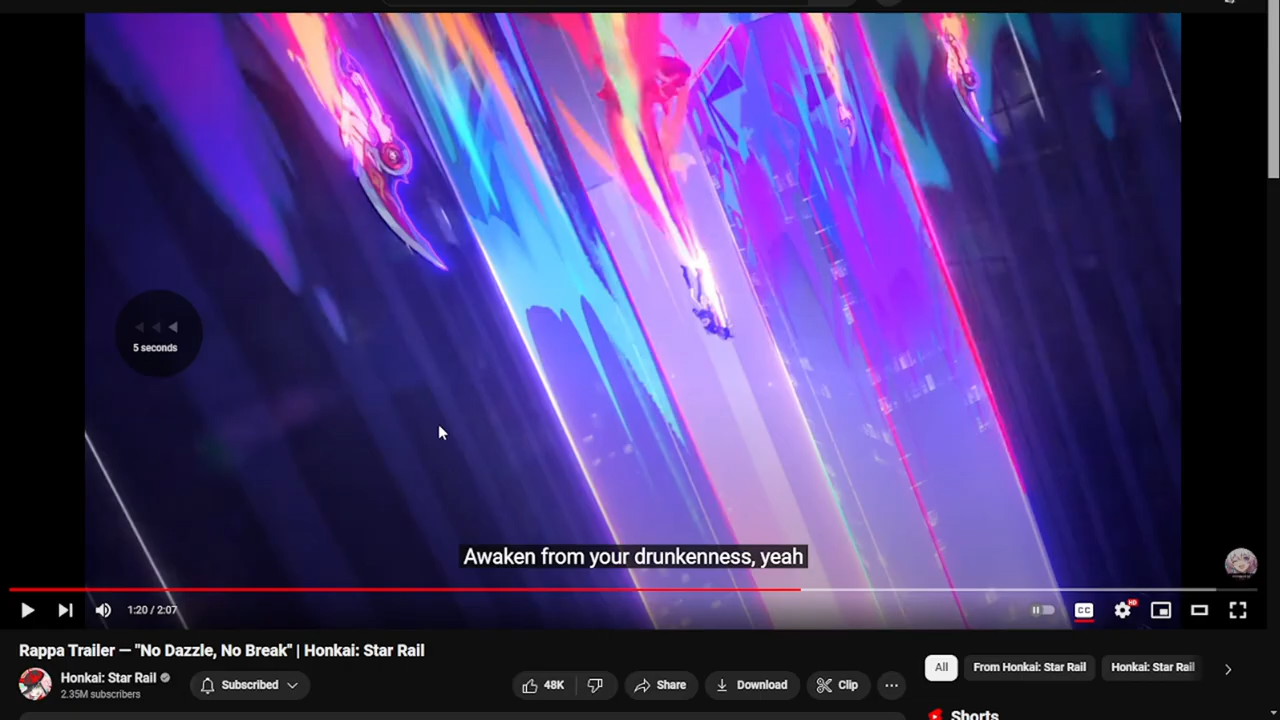 5 seconds
Awaken from your drunkenness, yeah
1:20 / 2:07
CC
HD
Rappa Trailer — "No Dazzle, No Break" | Honkai: Star Rail
Honkai: Star Rail
2.35M subscribers
Subscribed
48K
Share
Download
Clip
All
From Honkai: Star Rail
Honkai: Star Rail
Shorts